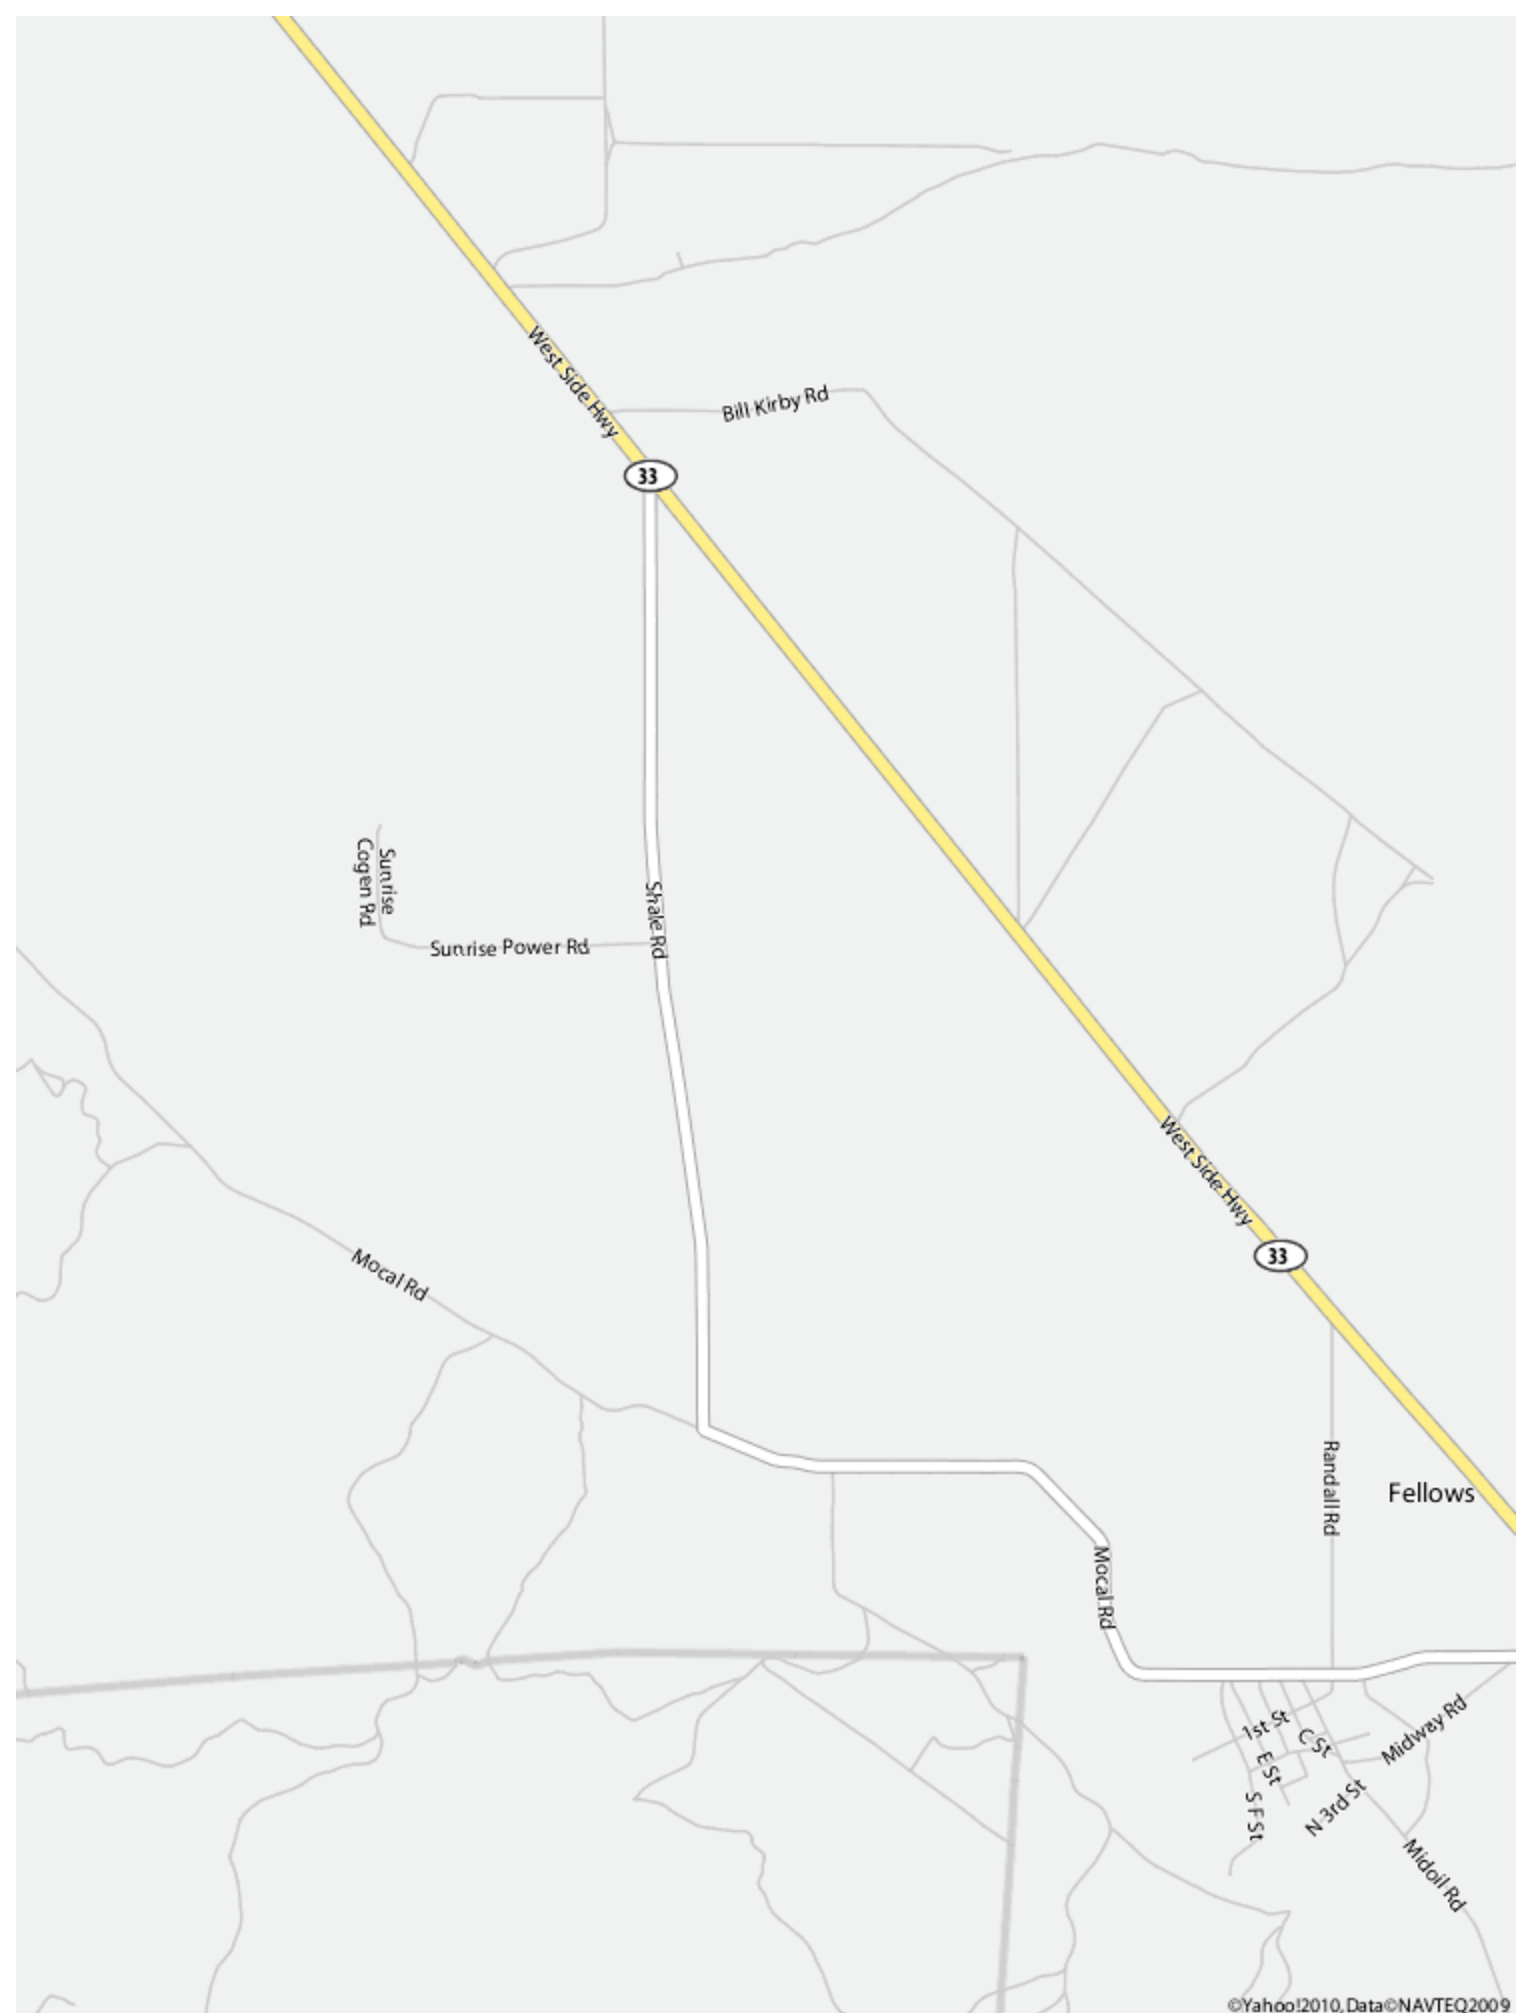 West Side Hwy
Bill Kirby Rd
33
Sunrise
Cogen Rd
Shale Rd
Sunrise Power Rd
West Side Hwy
33
Mocal Rd
Randall Rd
Fellows
Mocal Rd
1st St
C St
Midway Rd
E St
S F St
N 3rd St
Midoil Rd
©Yahoo!2010,Data©NAVTEQ2009